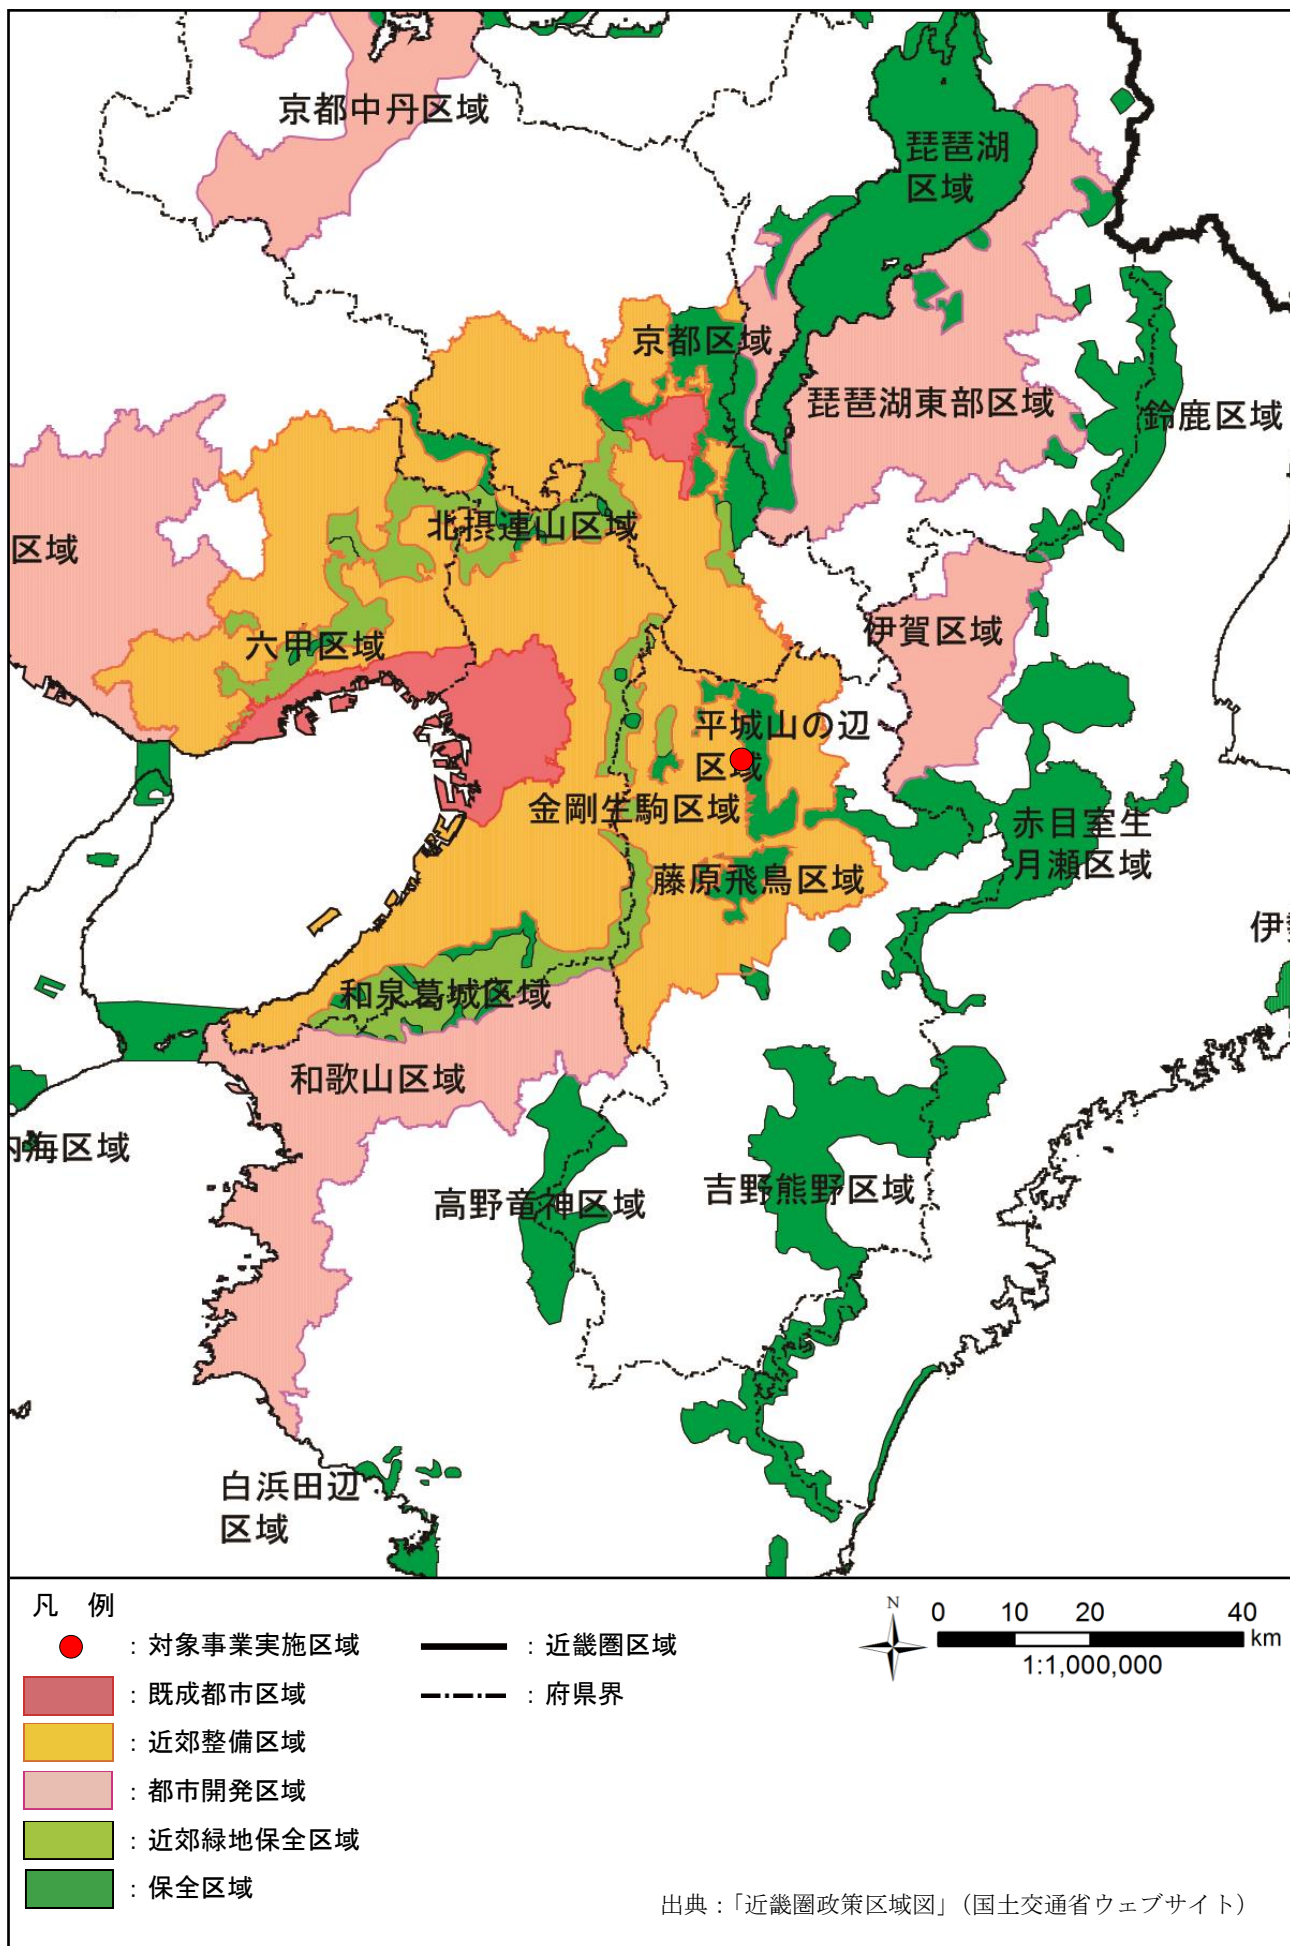 京都中丹区域
琵琶湖
区域
京都区域
琵琶湖東部区域
鈴鹿区域
北摂連山区域
区域
六甲区域
伊賀区域
平城山の辺
区域
金剛生駒区域
赤目室生
月瀬区域
藤原飛鳥区域
和泉葛城区域
和歌山区域
海区域
高野竜神区域
吉野熊野区域
白浜田辺
区域
凡 例
：対象事業実施区域
：既成都市区域
：近郊整備区域
：都市開発区域
：近郊緑地保全区域
：保全区域
：近畿圏区域
：府県界
N
0 10 20 40
km
1:1,000,000
出典：「近畿圏政策区域図」（国土交通省ウェブサイト）